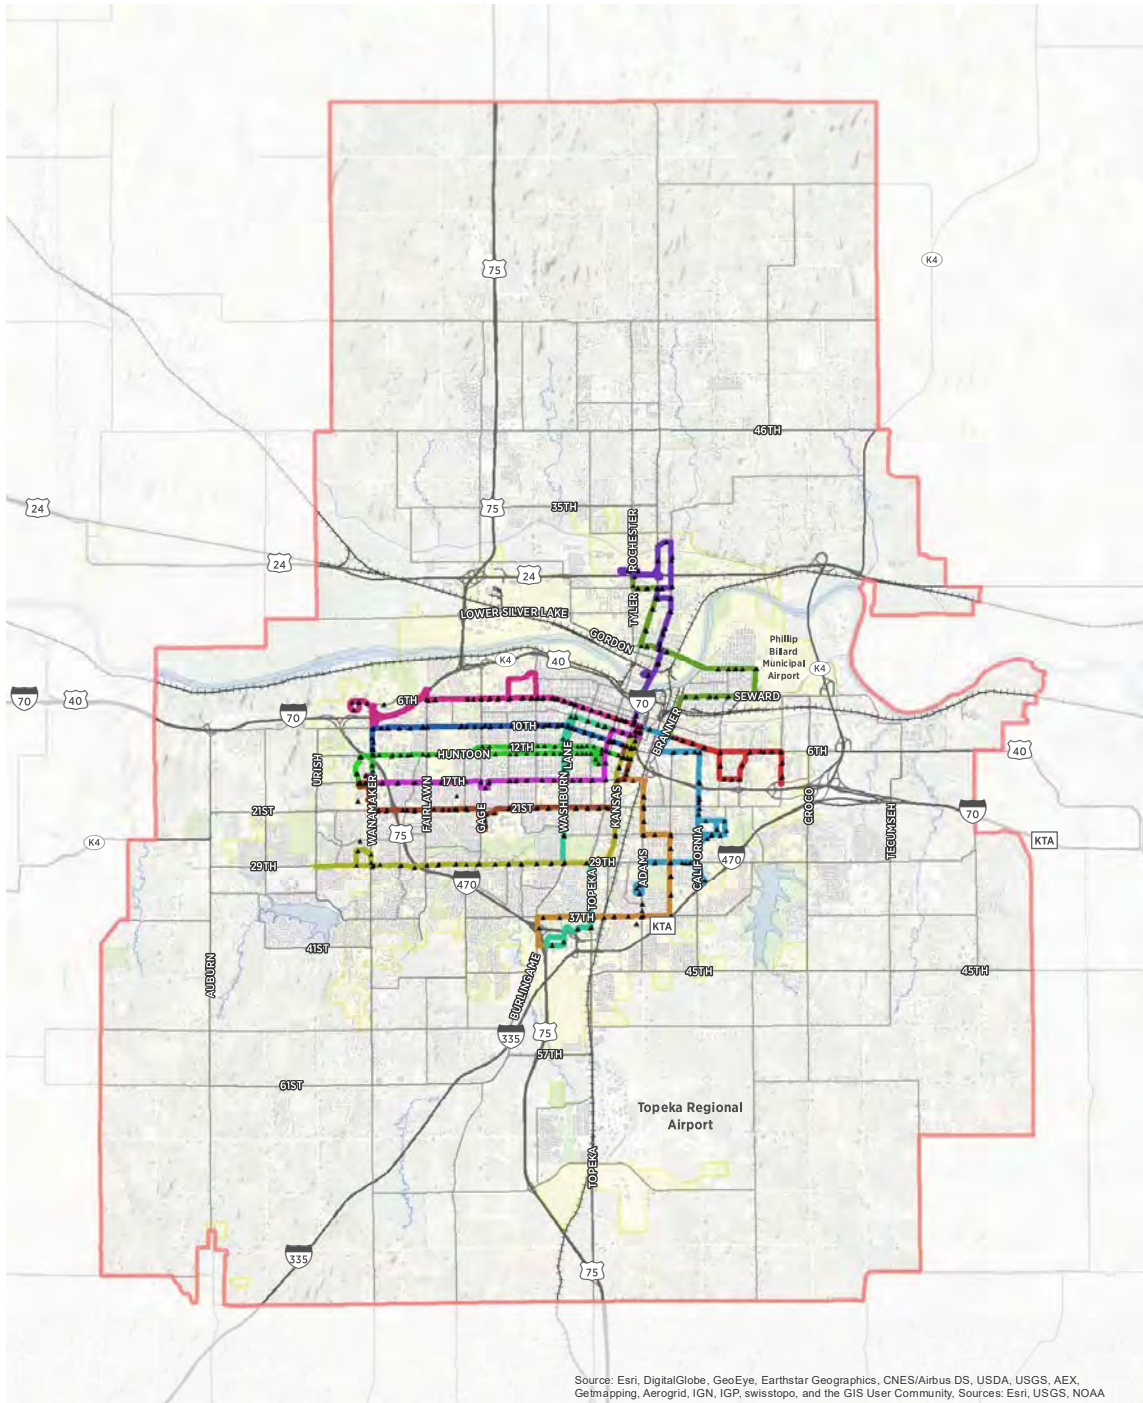 75
K4
46TH
24
75
35TH
ROCHESTER
24
24
LOWER SILVER LAKE
TYLER
GORDON
Phillip
Billard
Municipal
Airport
K4
40
K4
70
40
6TH
70
SEWARD
70
10TH
BRANNER
12TH
HUNTOON
6TH
40
URISH
WANAMAKER
17TH
FAIRLAWN
GAGE
21ST
21ST
WASHBURN LANE
KANSAS
CROCO
TECUMSEH
70
K4
75
KTA
29TH
470
29TH
TOPEKA
ADAMS
CALIFORNIA
470
37TH
KTA
41ST
AUBURN
BURLINGAME
45TH
45TH
335
75
57TH
61ST
Topeka Regional
Airport
TOPEKA
335
75
Source: Esri, DigitalGlobe, GeoEye, Earthstar Geographics, CNES/Airbus DS, USDA, USGS, AEX,
Getmapping, Aerogrid, IGN, IGP, swisstopo, and the GIS User Community, Sources: Esri, USGS, NOAA